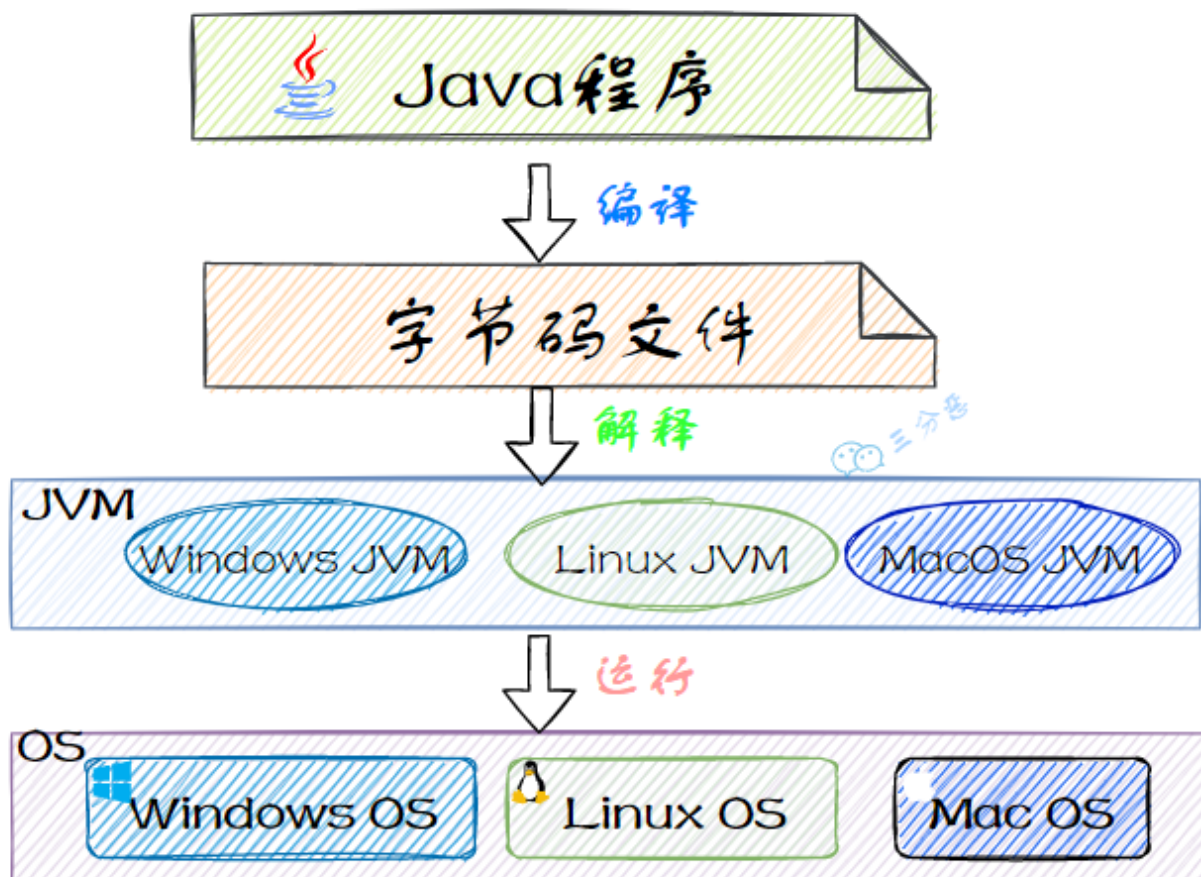 Java程序
编译
字节码文件
解释
三分恶
JVM
Windows JVM
Linux JVM
MacOS JVM
运行
OS
Windows OS
Linux OS
Mac OS